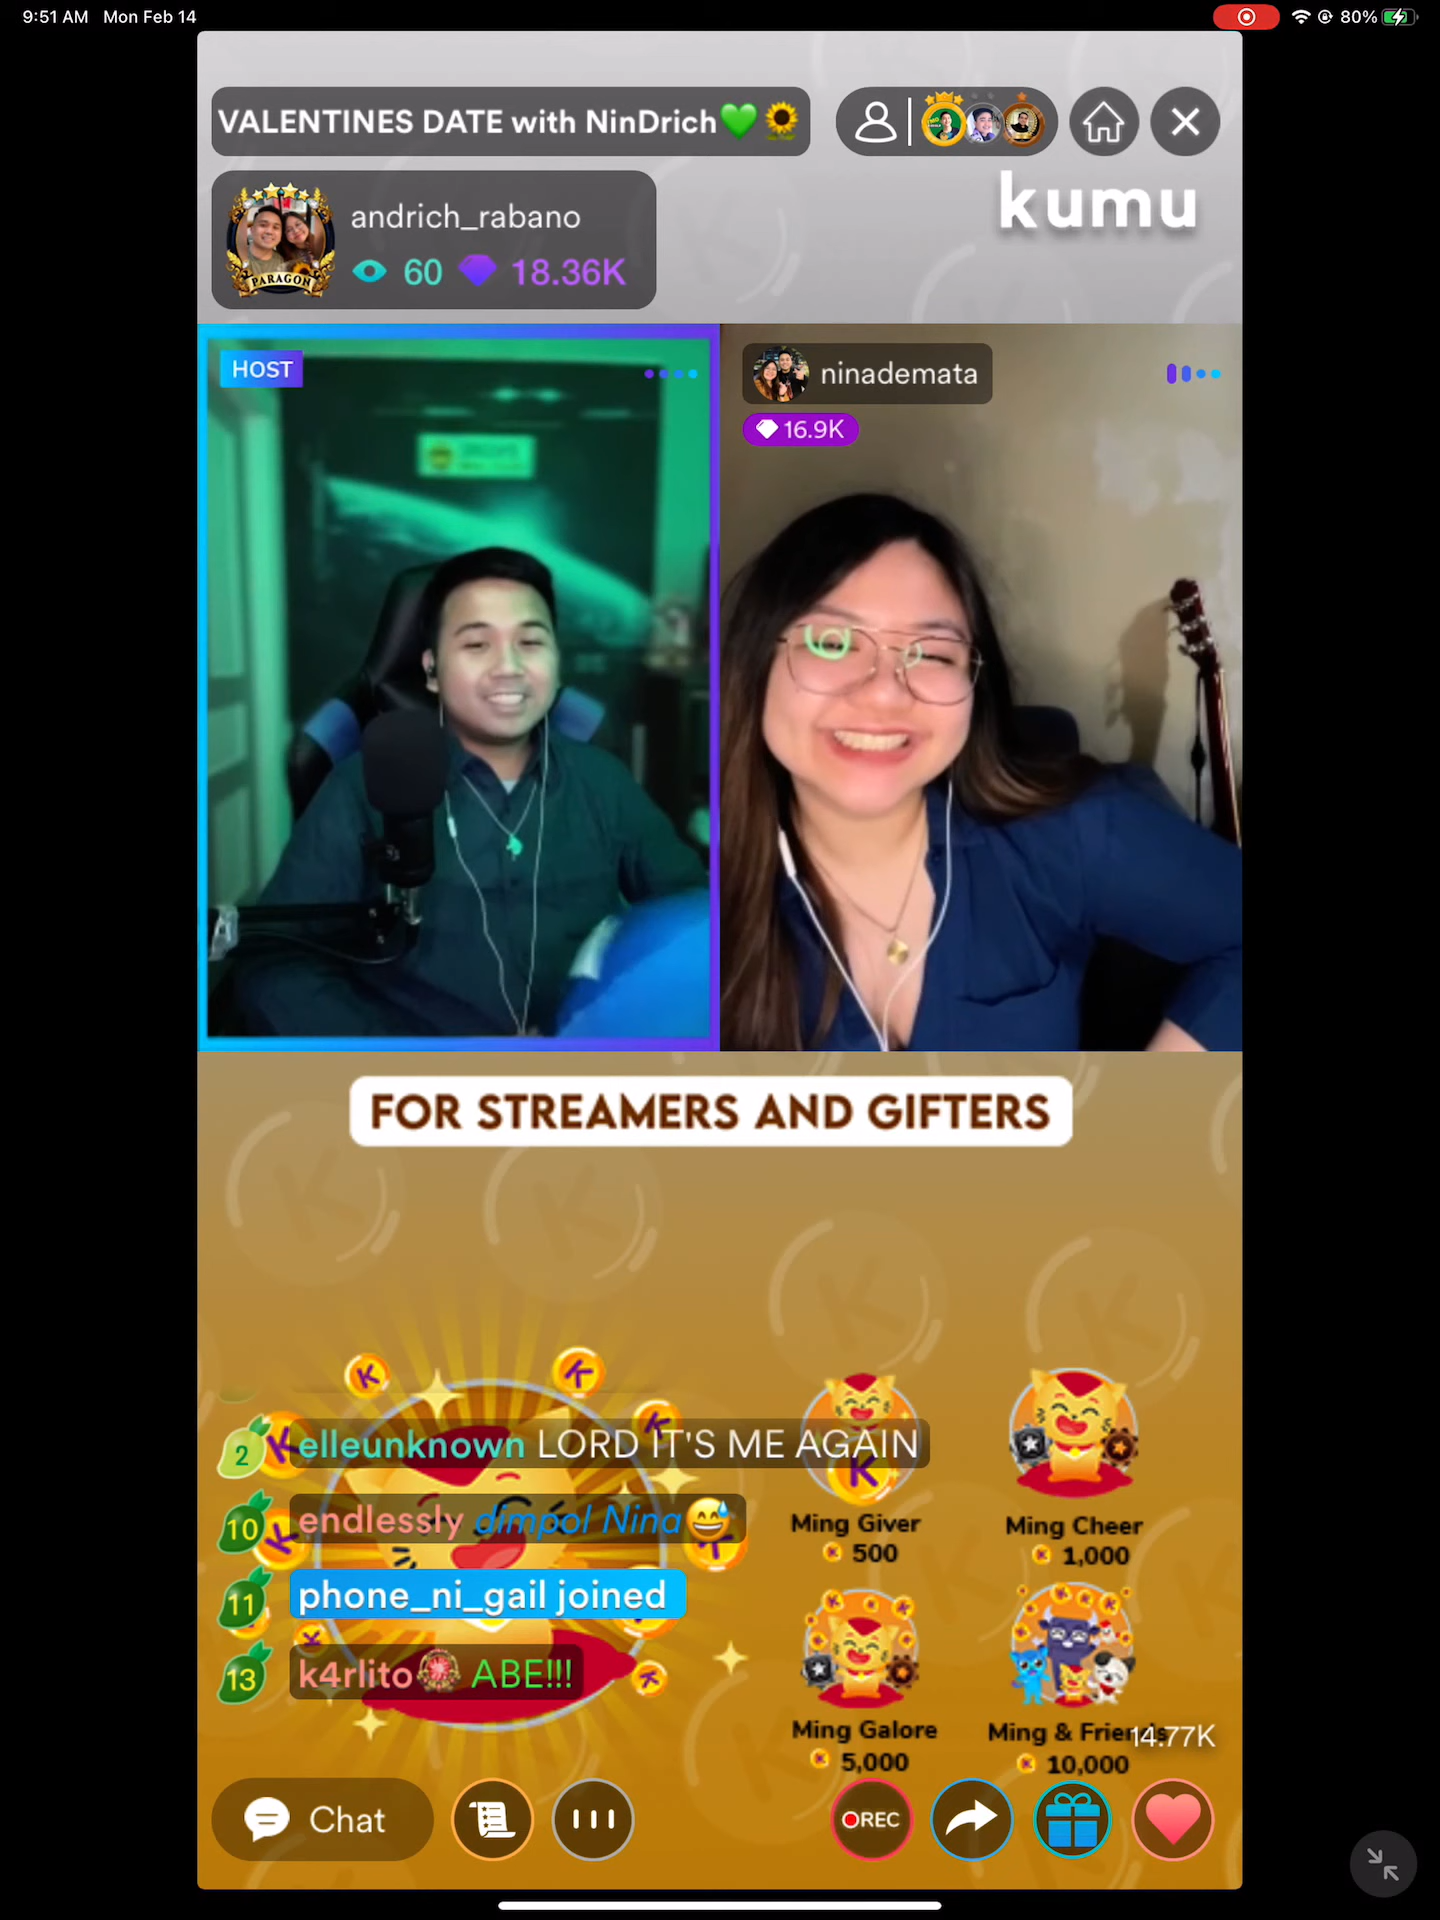 9:51 AM Mon Feb 14
80%
VALENTINES DATE with NinDrich💚🌻
kumu
andrich_rabano
60 18.36K
PARAGON
HOST
ninademata
16.9K
FOR STREAMERS AND GIFTERS
2 elleunknown LORD IT'S ME AGAIN
10 endlessly dimpol Nina😅
11 phone_ni_gail joined
13 k4rlito ABE!!!
Ming Giver
500
Ming Cheer
1,000
Ming Galore
5,000
Ming & Friends
10,000
14.77K
Chat
REC